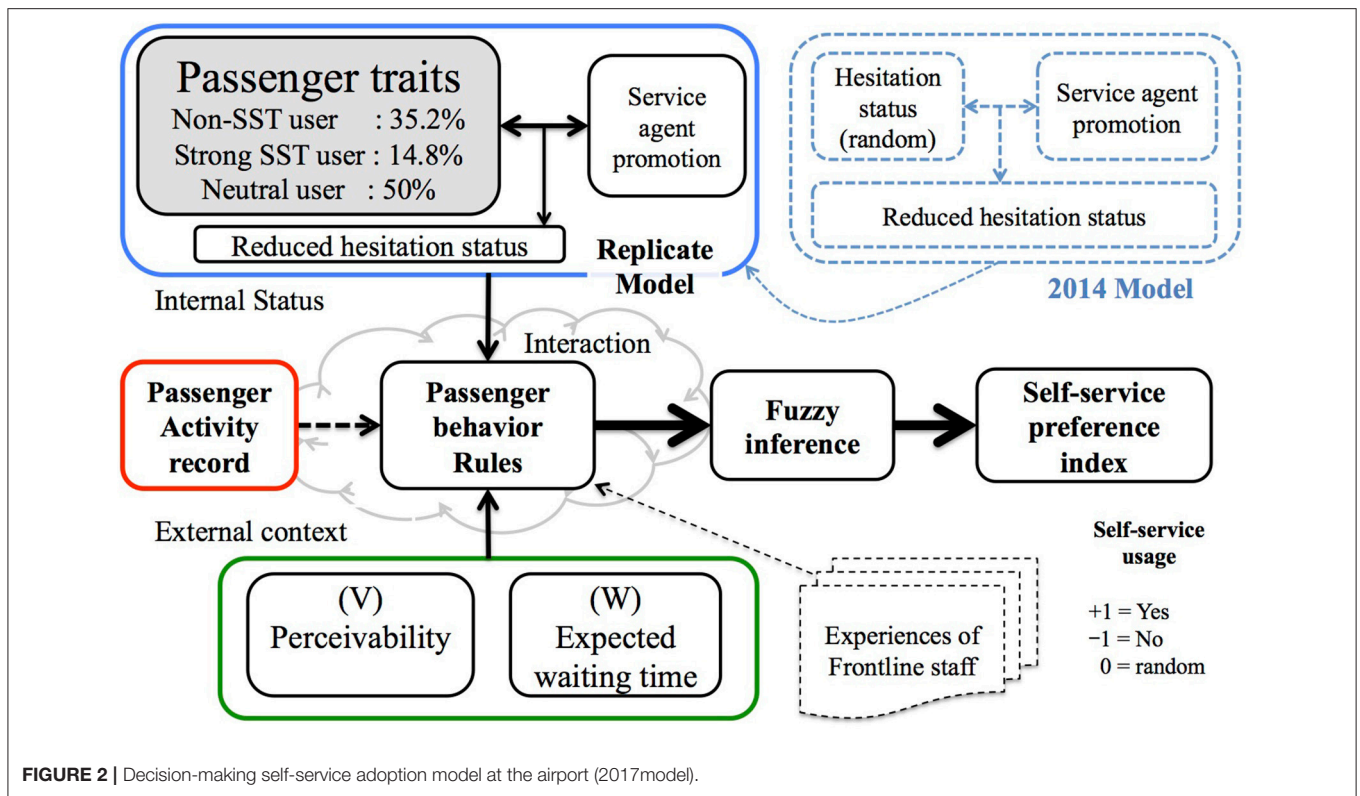 Passenger traits
Non-SST user : 35.2%
Strong SST user : 14.8%
Neutral user : 50%
Service
agent
promotion
Reduced hesitation status
Replicate
Model
Hesitation
status
(random)
Service agent
promotion
Reduced hesitation status
2014 Model
Internal Status
Interaction
Passenger
Activity
record
Passenger
behavior
Rules
Fuzzy
inference
Self-service
preference
index
External context
(V)
Perceivability
(W)
Expected
waiting time
Experiences of
Frontline staff
Self-service
usage
+1 = Yes
−1 = No
0 = random
FIGURE 2 | Decision-making self-service adoption model at the airport (2017model).